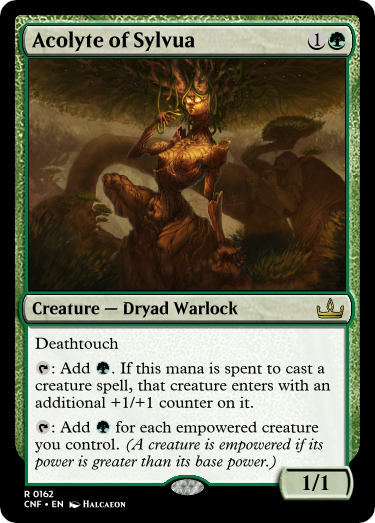 Acolyte of Sylvua 1
Creature — Dryad Warlock
Deathtouch
: Add . If this mana is spent to cast a
creature spell, that creature enters with an
additional +1/+1 counter on it.
: Add for each empowered creature
you control. (A creature is empowered if its
power is greater than its base power.)
1/1
R 0162
CNF • EN Halcaeon